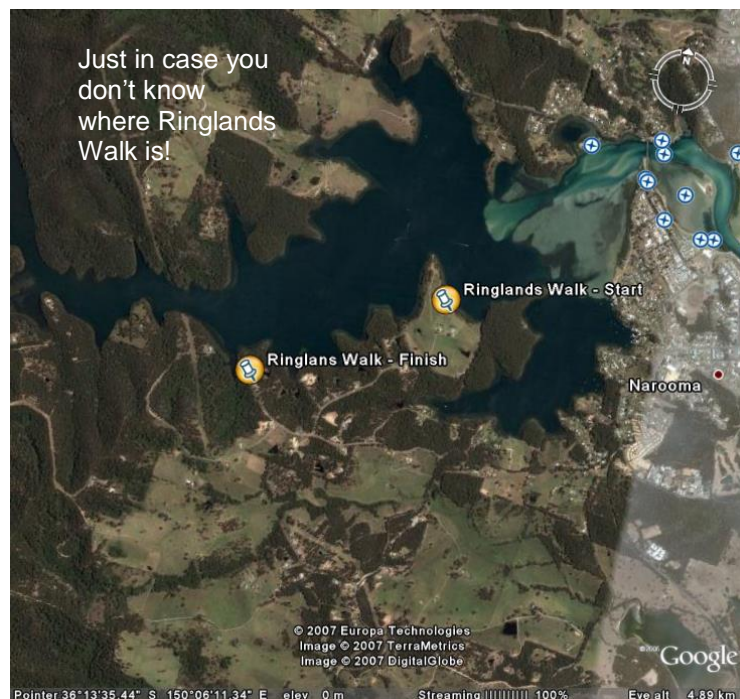 Just in case you
don't know
where Ringlands
Walk is!
N
Ringlands Walk - Start
Ringlans Walk - Finish
Narooma
© 2007 Europa Technologies
Image © 2007 TerraMetrics
Image © 2007 DigitalGlobe
©2007 Google
Pointer 36°13'35.44" S 150°06'11.34" E elev 0 m Streaming |||||||||| 100% Eye alt 4.89 km